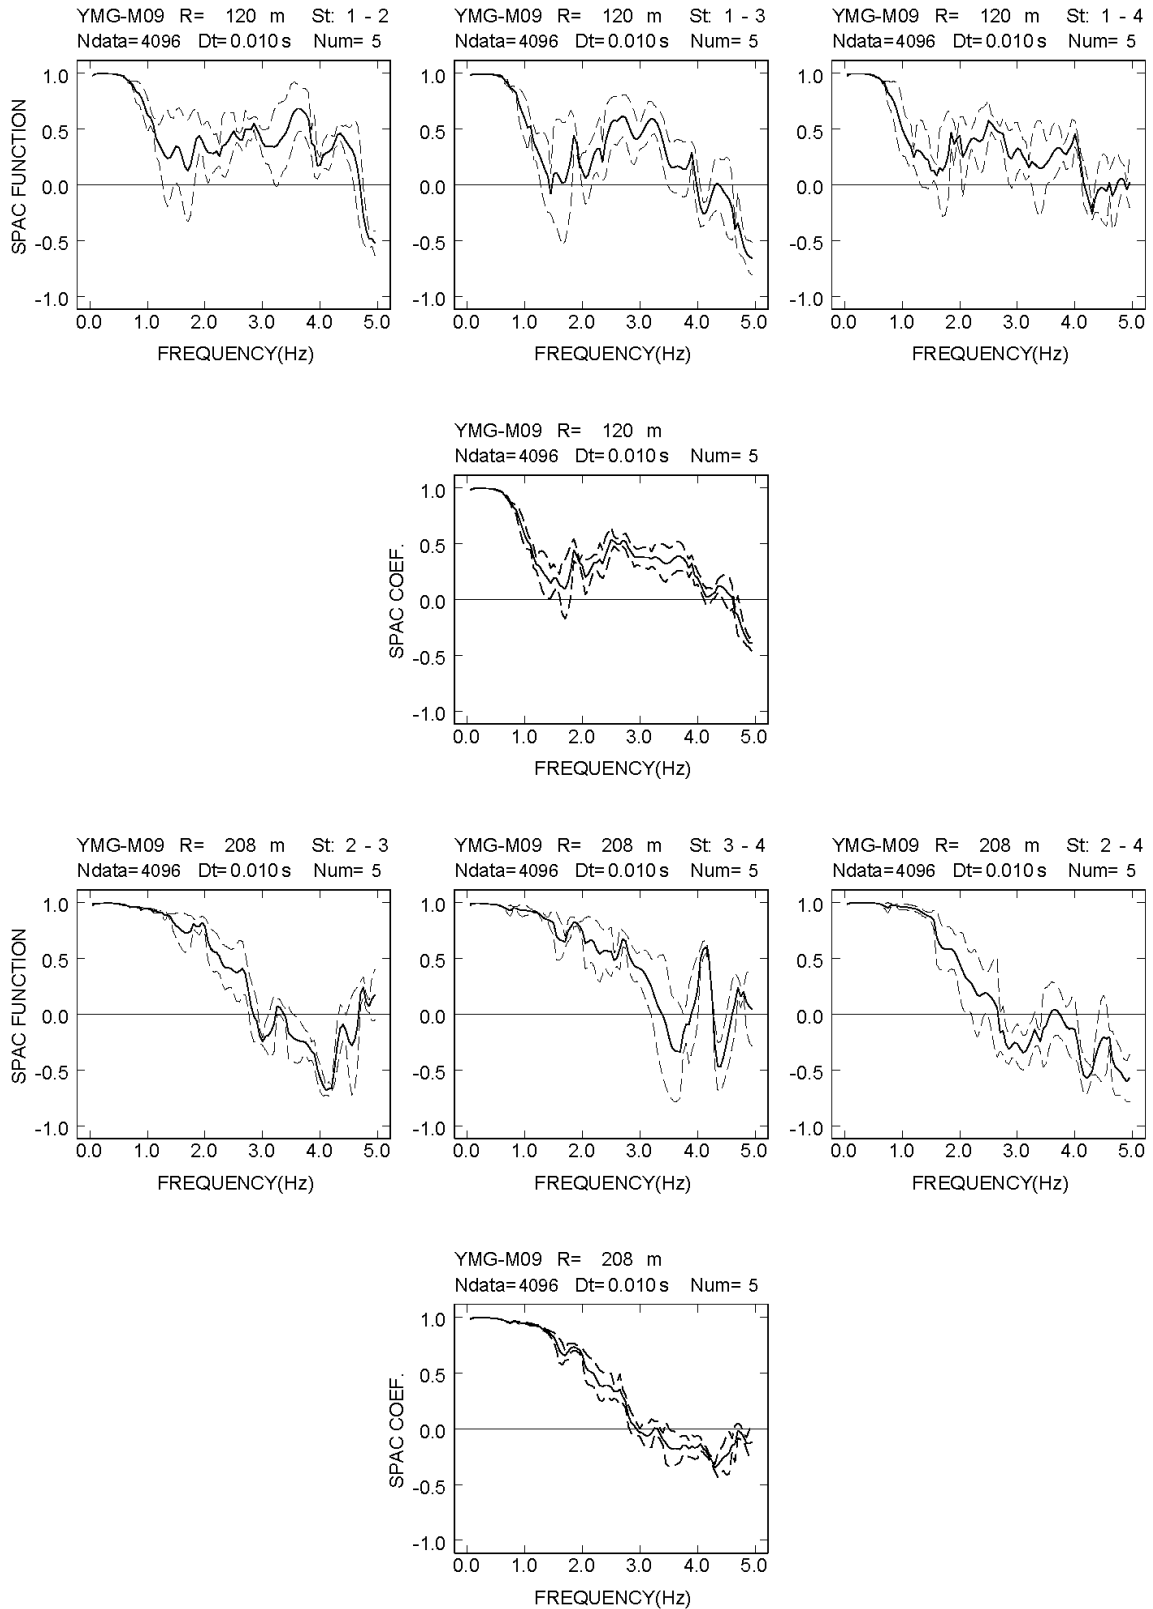 YMG-M09 R= 120 m St: 1 - 2
Ndata=4096 Dt=0.010 s Num= 5
1.0
0.5
0.0
-0.5
-1.0
SPAC FUNCTION
0.0 1.0 2.0 3.0 4.0 5.0
FREQUENCY(Hz)
YMG-M09 R= 120 m St: 1 - 3
Ndata=4096 Dt=0.010 s Num= 5
1.0
0.5
0.0
-0.5
-1.0
0.0 1.0 2.0 3.0 4.0 5.0
FREQUENCY(Hz)
YMG-M09 R= 120 m St: 1 - 4
Ndata=4096 Dt=0.010 s Num= 5
1.0
0.5
0.0
-0.5
-1.0
0.0 1.0 2.0 3.0 4.0 5.0
FREQUENCY(Hz)
YMG-M09 R= 120 m
Ndata=4096 Dt=0.010 s Num= 5
1.0
0.5
0.0
-0.5
-1.0
SPAC COEF.
0.0 1.0 2.0 3.0 4.0 5.0
FREQUENCY(Hz)
YMG-M09 R= 208 m St: 2 - 3
Ndata=4096 Dt=0.010 s Num= 5
1.0
0.5
0.0
-0.5
-1.0
SPAC FUNCTION
0.0 1.0 2.0 3.0 4.0 5.0
FREQUENCY(Hz)
YMG-M09 R= 208 m St: 3 - 4
Ndata=4096 Dt=0.010 s Num= 5
1.0
0.5
0.0
-0.5
-1.0
0.0 1.0 2.0 3.0 4.0 5.0
FREQUENCY(Hz)
YMG-M09 R= 208 m St: 2 - 4
Ndata=4096 Dt=0.010 s Num= 5
1.0
0.5
0.0
-0.5
-1.0
0.0 1.0 2.0 3.0 4.0 5.0
FREQUENCY(Hz)
YMG-M09 R= 208 m
Ndata=4096 Dt=0.010 s Num= 5
1.0
0.5
0.0
-0.5
-1.0
SPAC COEF.
0.0 1.0 2.0 3.0 4.0 5.0
FREQUENCY(Hz)